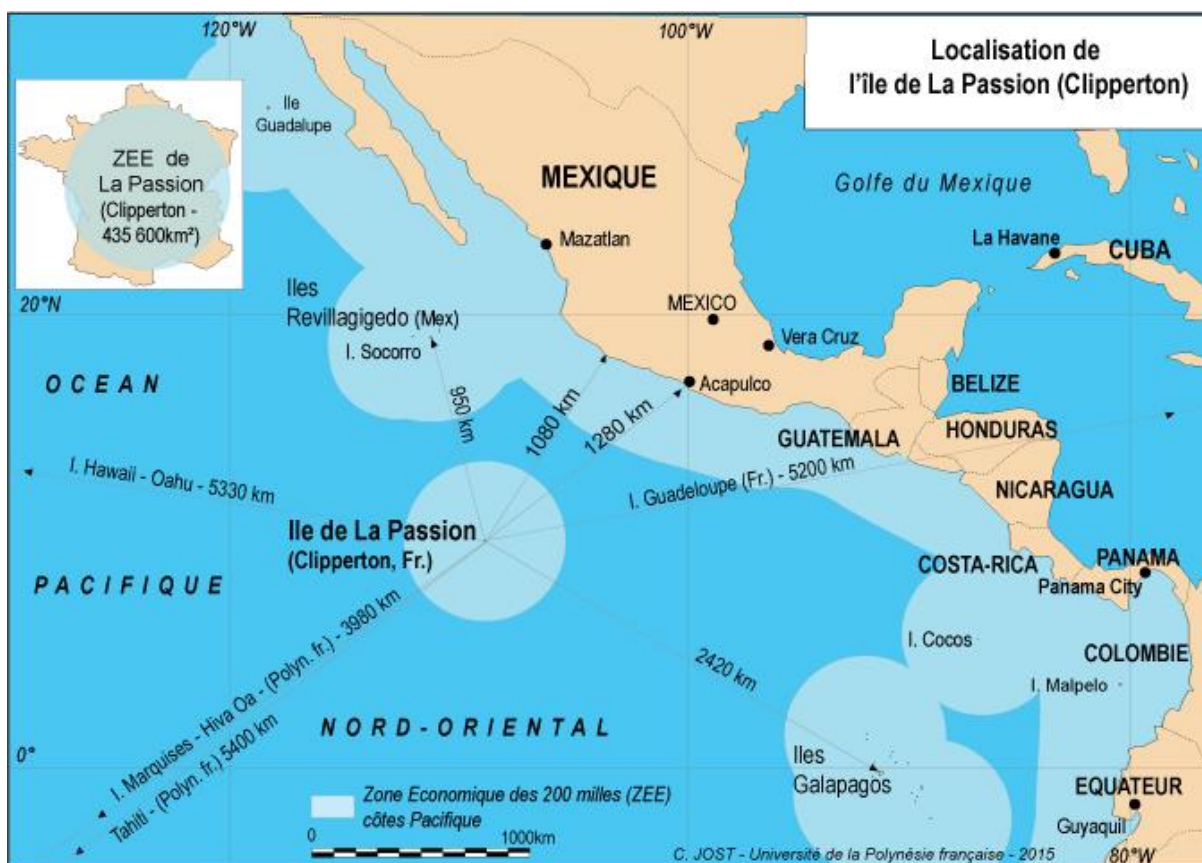 120°W
100°W
Localisation de
l'île de La Passion (Clipperton)
Ile
Guadalupe
ZEE de
La Passion
(Clipperton -
435 600km²)
MEXIQUE
Golfe du Mexique
Mazatlan
La Havane
CUBA
20°N
Iles
Revillagigedo (Mex)
I. Socorro
MEXICO
Vera Cruz
OCEAN
Acapulco
BELIZE
950 km
1080 km
1280 km
GUATEMALA
HONDURAS
I. Hawaii - Oahu - 5330 km
I. Guadeloupe (Fr.) - 5200 km
NICARAGUA
Ile de La Passion
(Clipperton, Fr.)
COSTA-RICA
PANAMA
Panama City
PACIFIQUE
I. Cocos
COLOMBIE
I. Malpelo
2420 km
I. Marquises - Hiva Oa - (Polyn. fr.) - 3980 km
Tahiti - (Polyn. fr.) 5400 km
NORD-ORIENTAL
0°
Iles
Galapagos
EQUATEUR
Guyaquil
Zone Economique des 200 milles (ZEE)
côtes Pacifique
0
1000km
C. JOST - Université de la Polynésie française - 2015
80°W